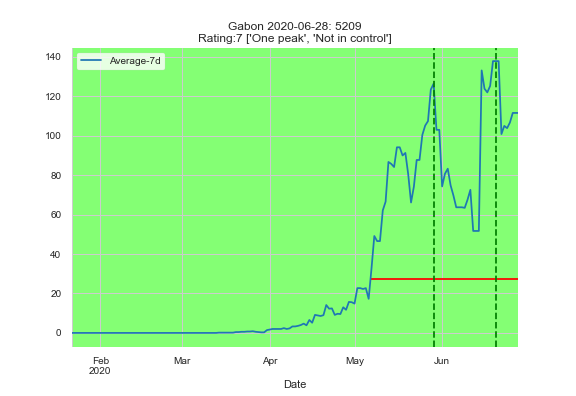 Gabon 2020-06-28: 5209
Rating:7 ['One peak', 'Not in control']
Average-7d
140
120
100
80
60
40
20
0
Feb
2020
Mar
Apr
May
Jun
Date